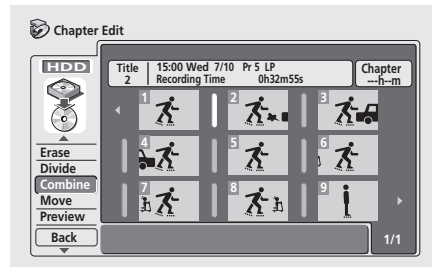 Chapter Edit
HDD
Title 2
15:00 Wed 7/10 Pr 5 LP
Recording Time 0h32m55s
Chapter
---h--m
1
2
3
4
5
6
7
8
9
Erase
Divide
Combine
Move
Preview
Back
1/1